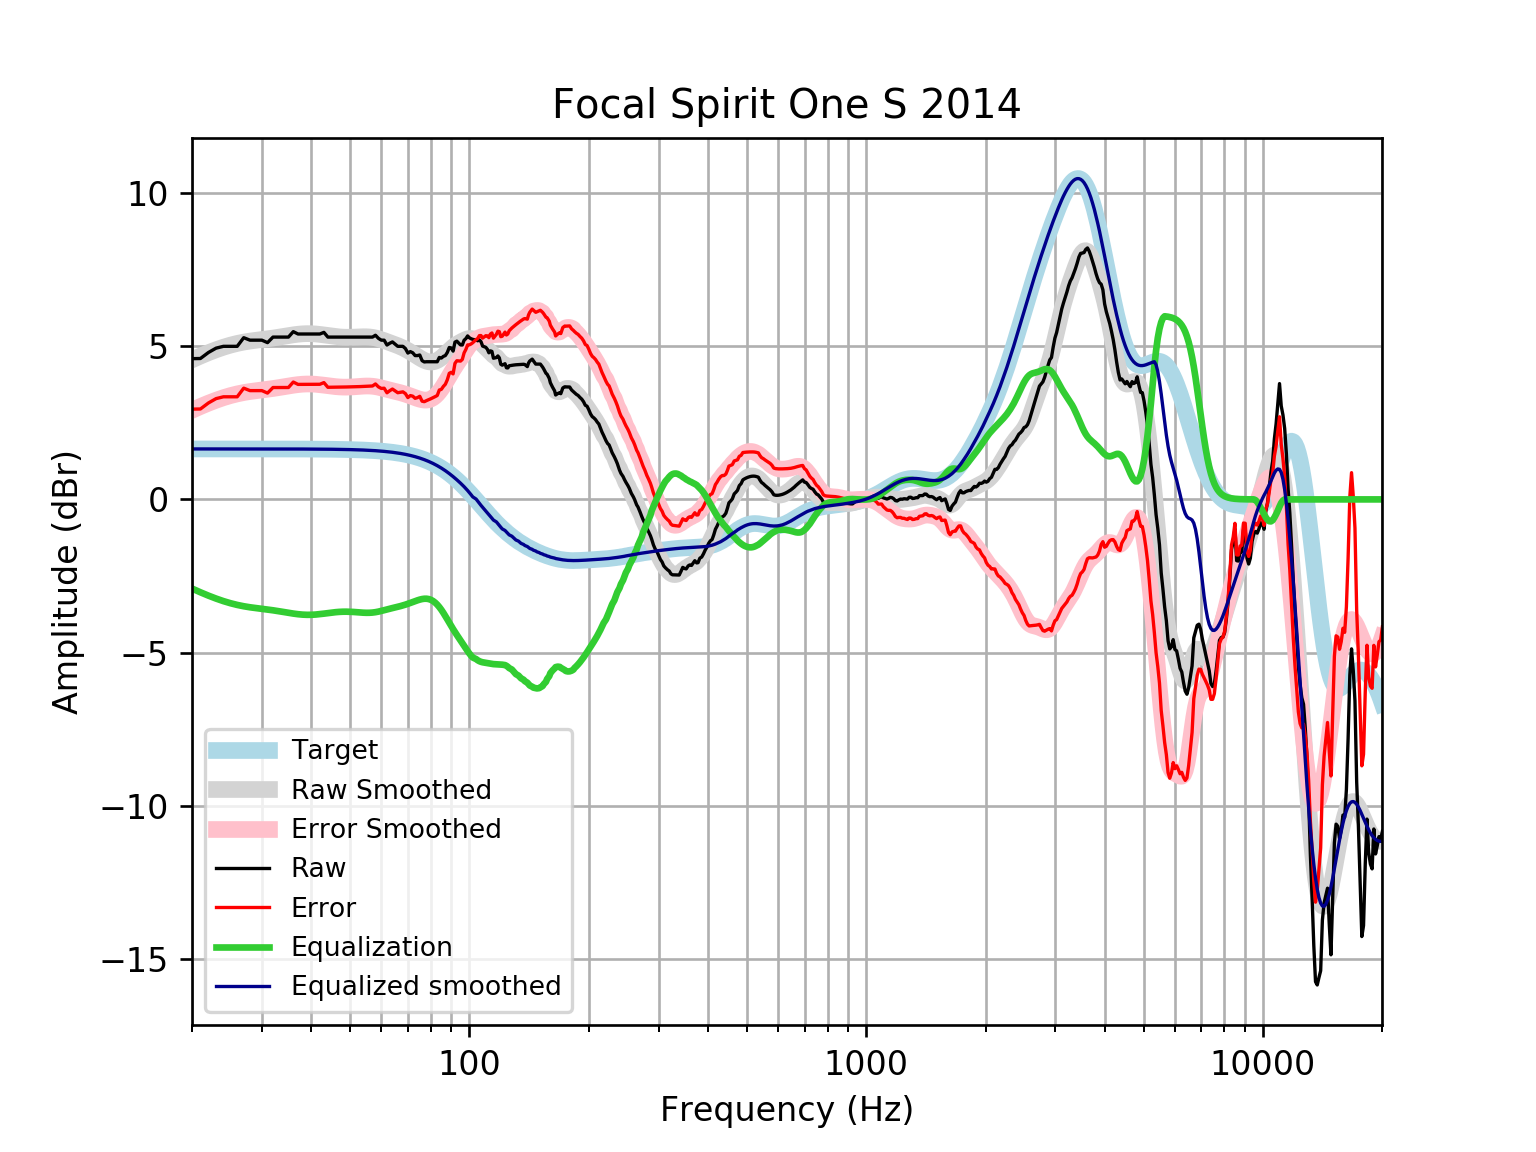 Focal Spirit One S 2014
10
5
0
−5
−10
−15
Amplitude (dBr)
Target
Raw Smoothed
Error Smoothed
Raw
Error
Equalization
Equalized smoothed
100
1000
10000
Frequency (Hz)